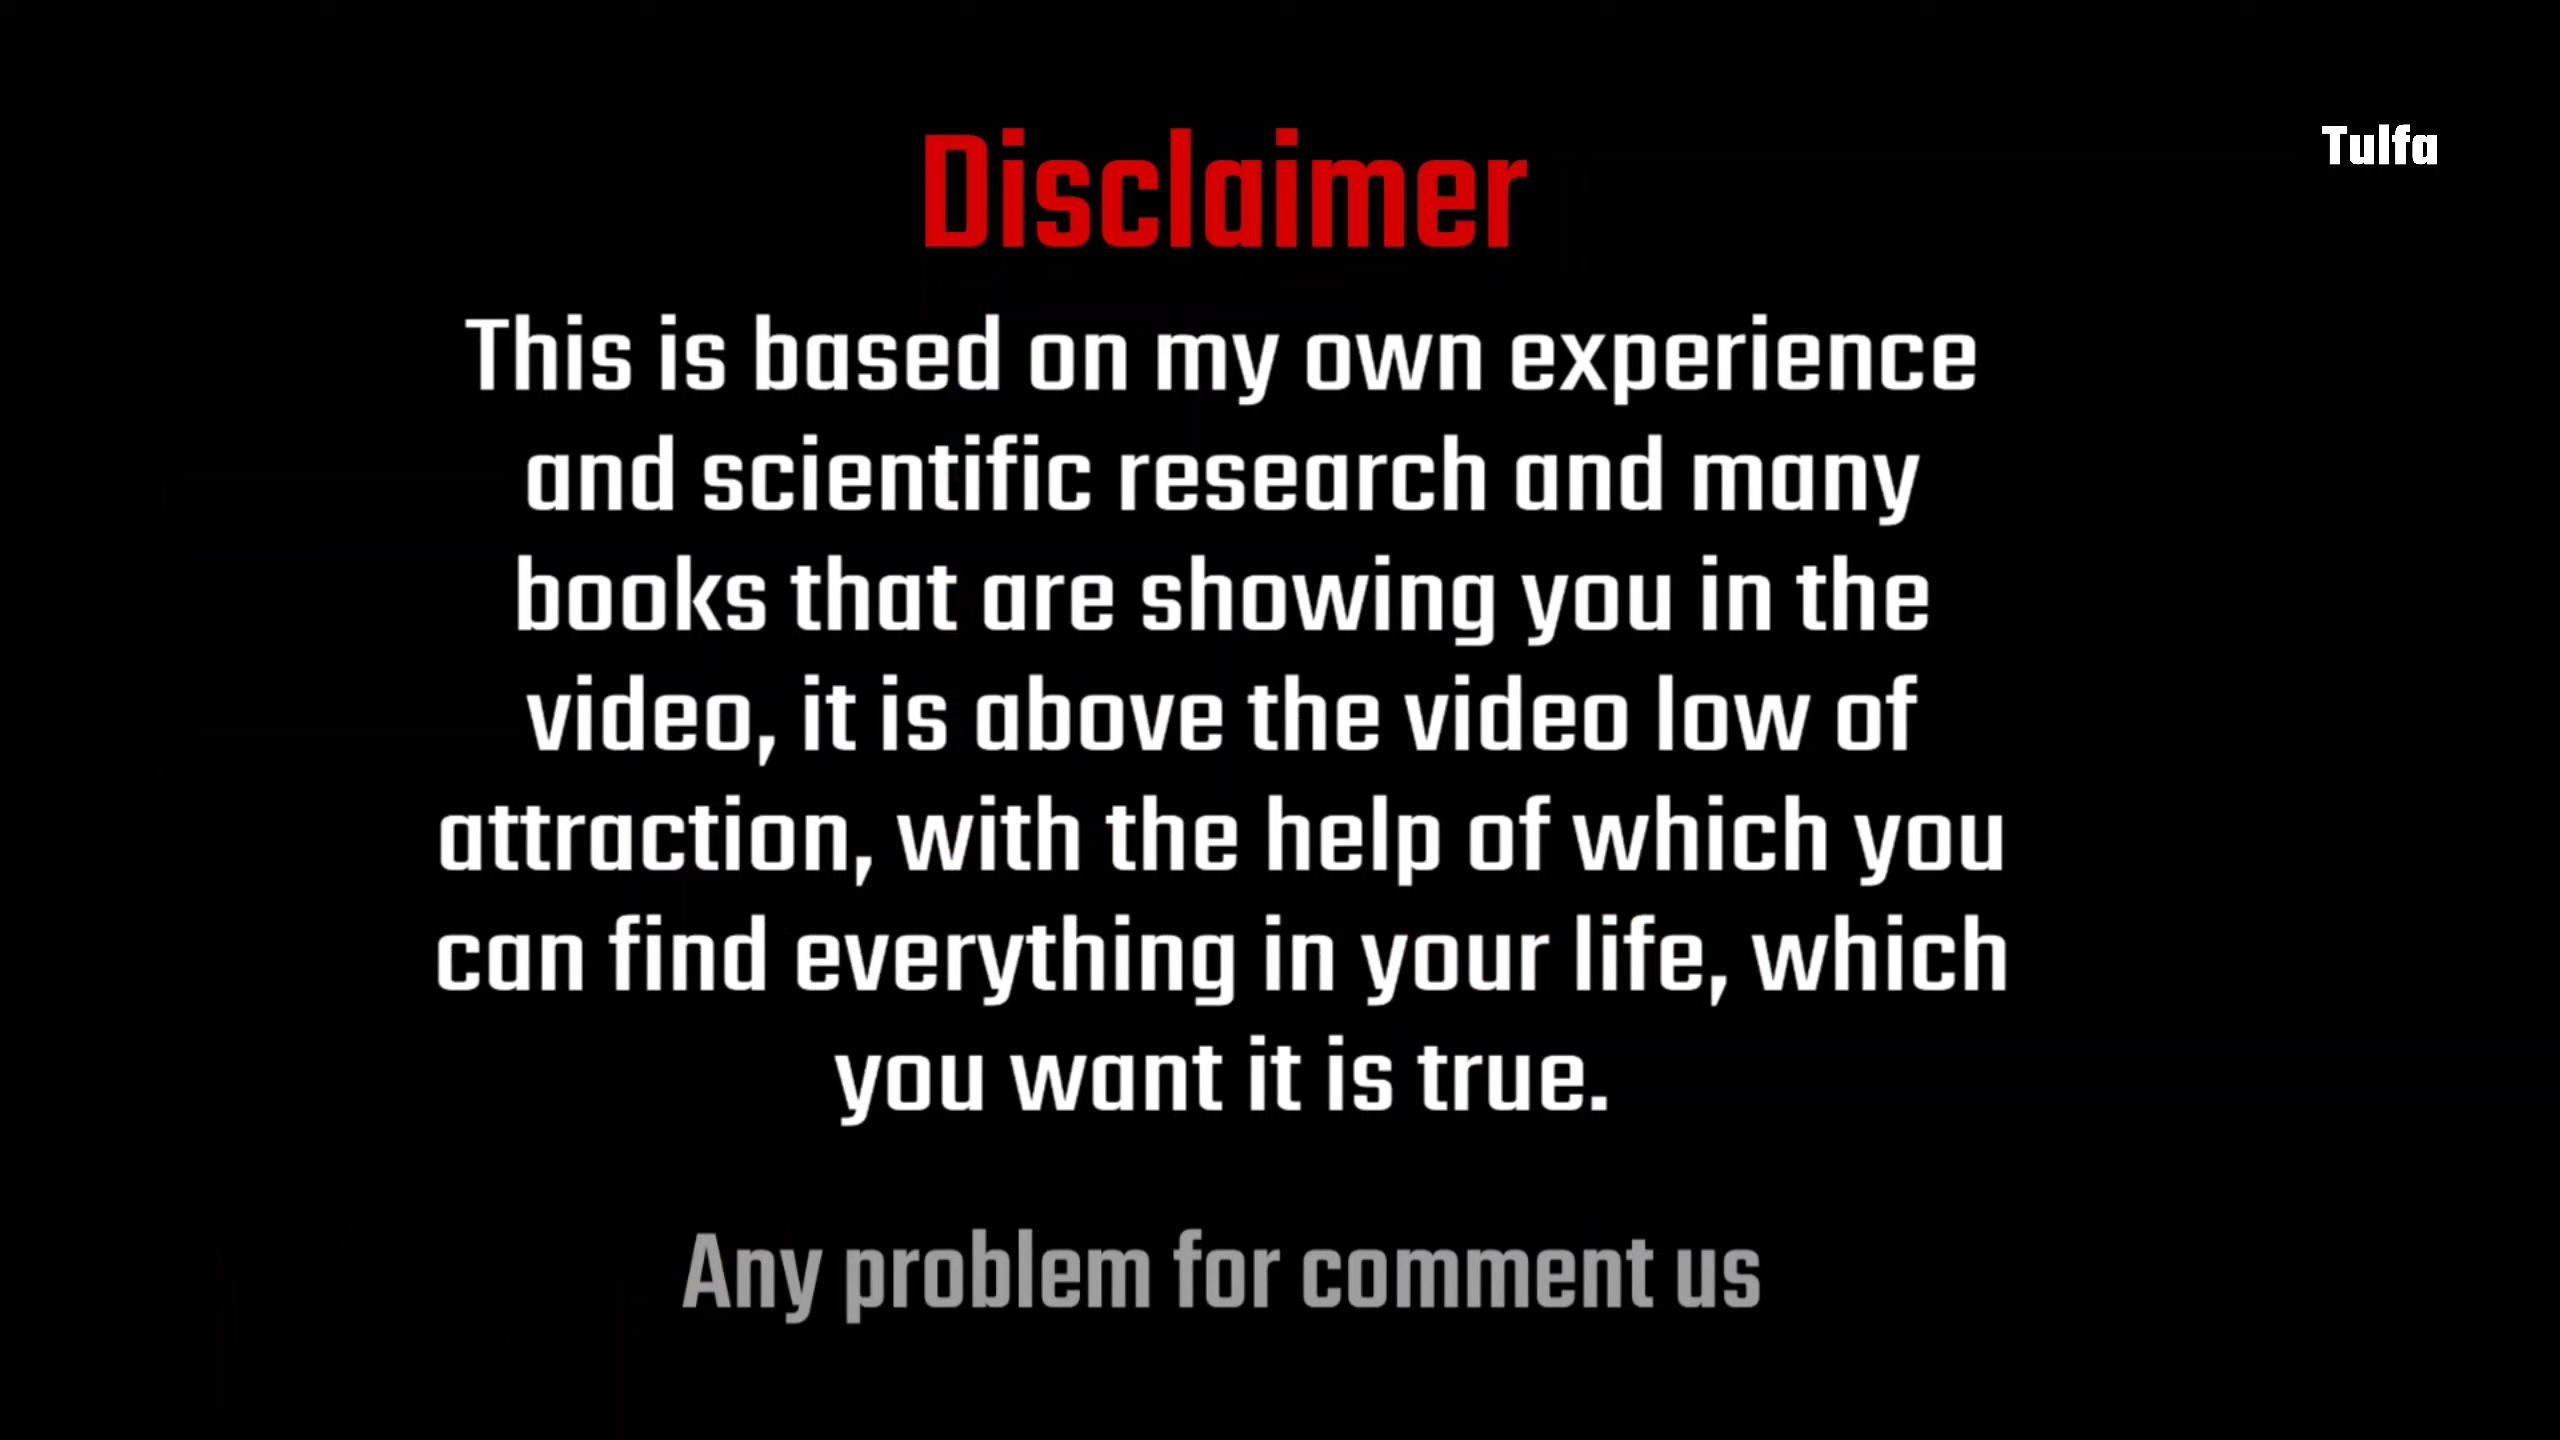 Tulfa
Disclaimer
This is based on my own experience
and scientific research and many
books that are showing you in the
video, it is above the video low of
attraction, with the help of which you
can find everything in your life, which
you want it is true.
Any problem for comment us